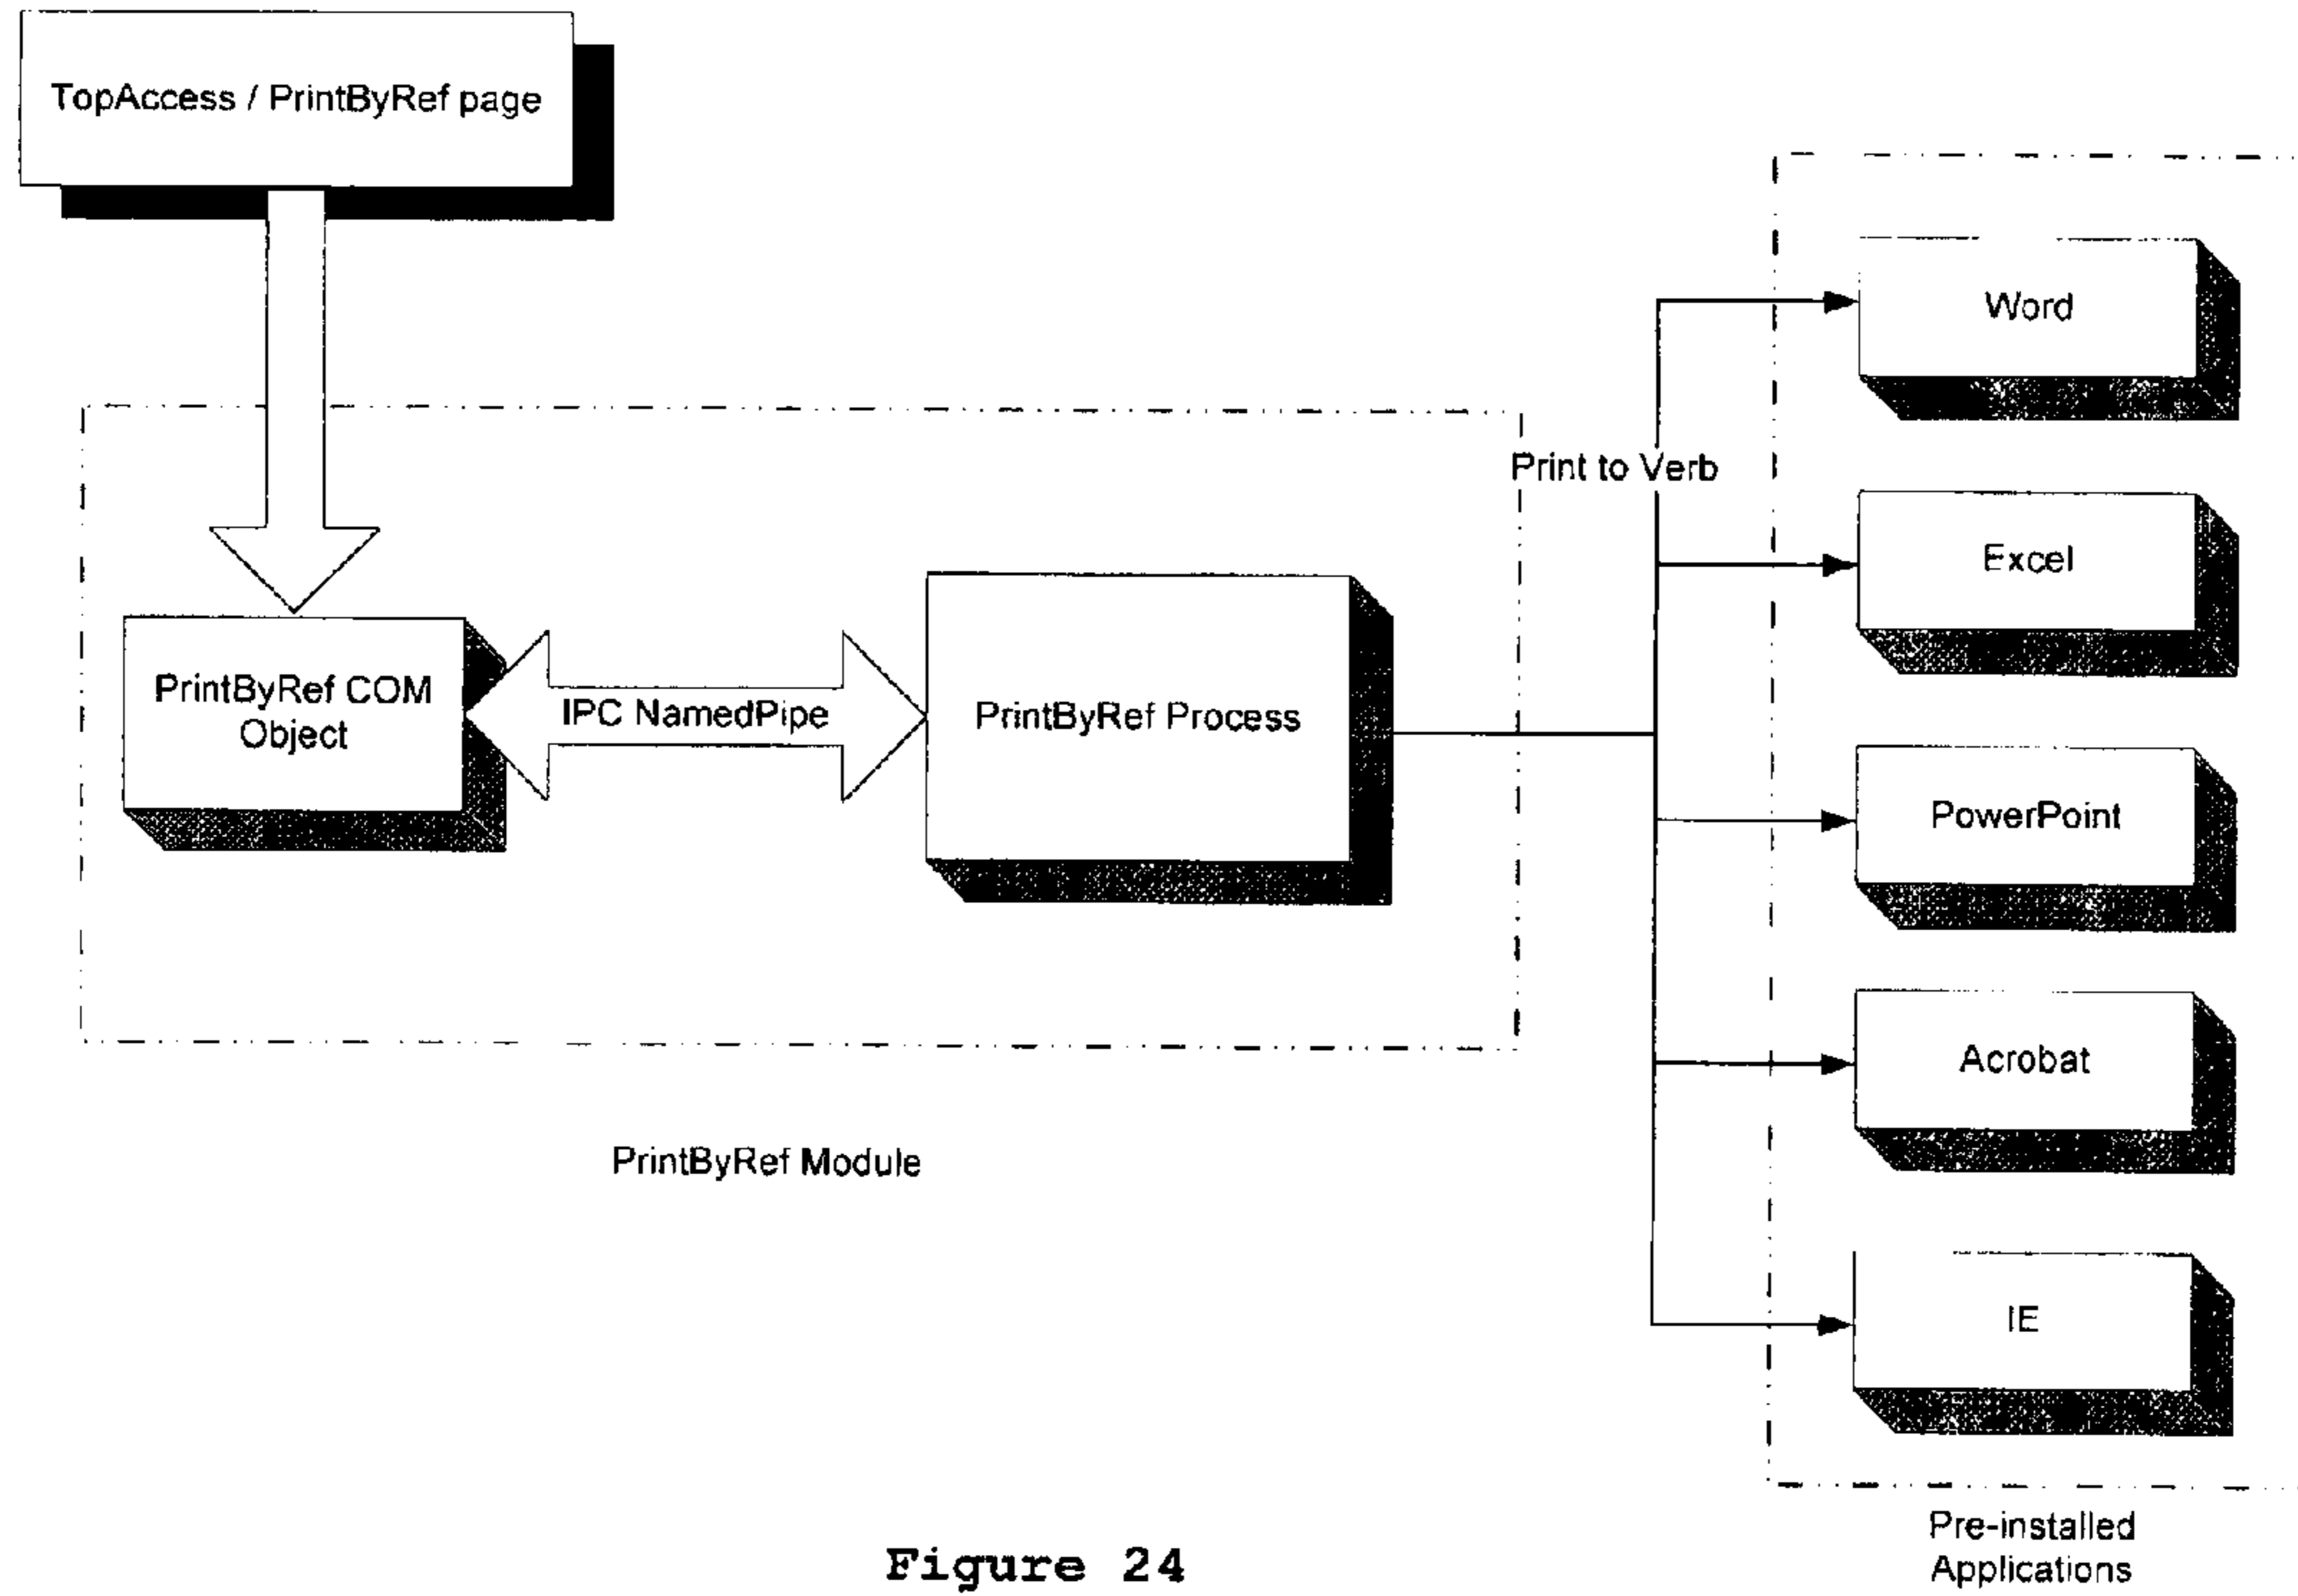 TopAccess / PrintByRef page
Word
Print to Verb
Excel
PrintByRef COM
Object
IPC NamedPipe
PrintByRef Process
PowerPoint
Acrobat
PrintByRef Module
IE
Pre-installed
Applications
Figure 24